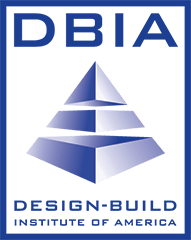 DBIA
DESIGN-BUILD
INSTITUTE OF AMERICA